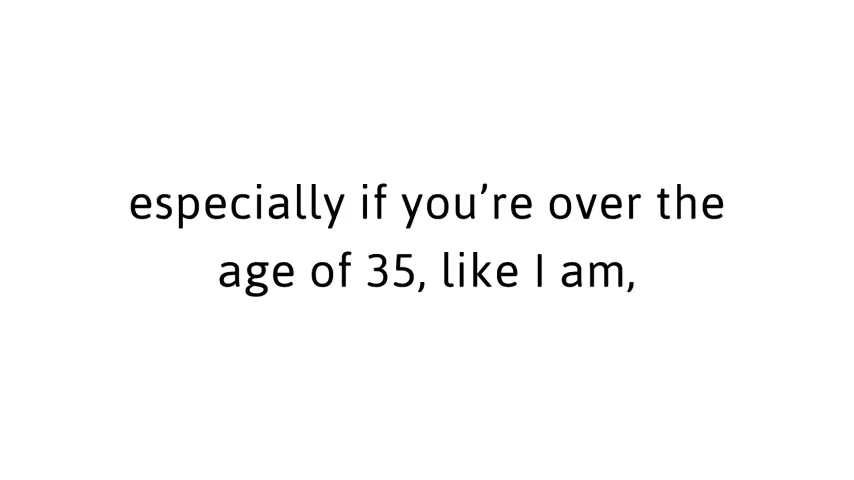 especially if you’re over the
age of 35, like I am,